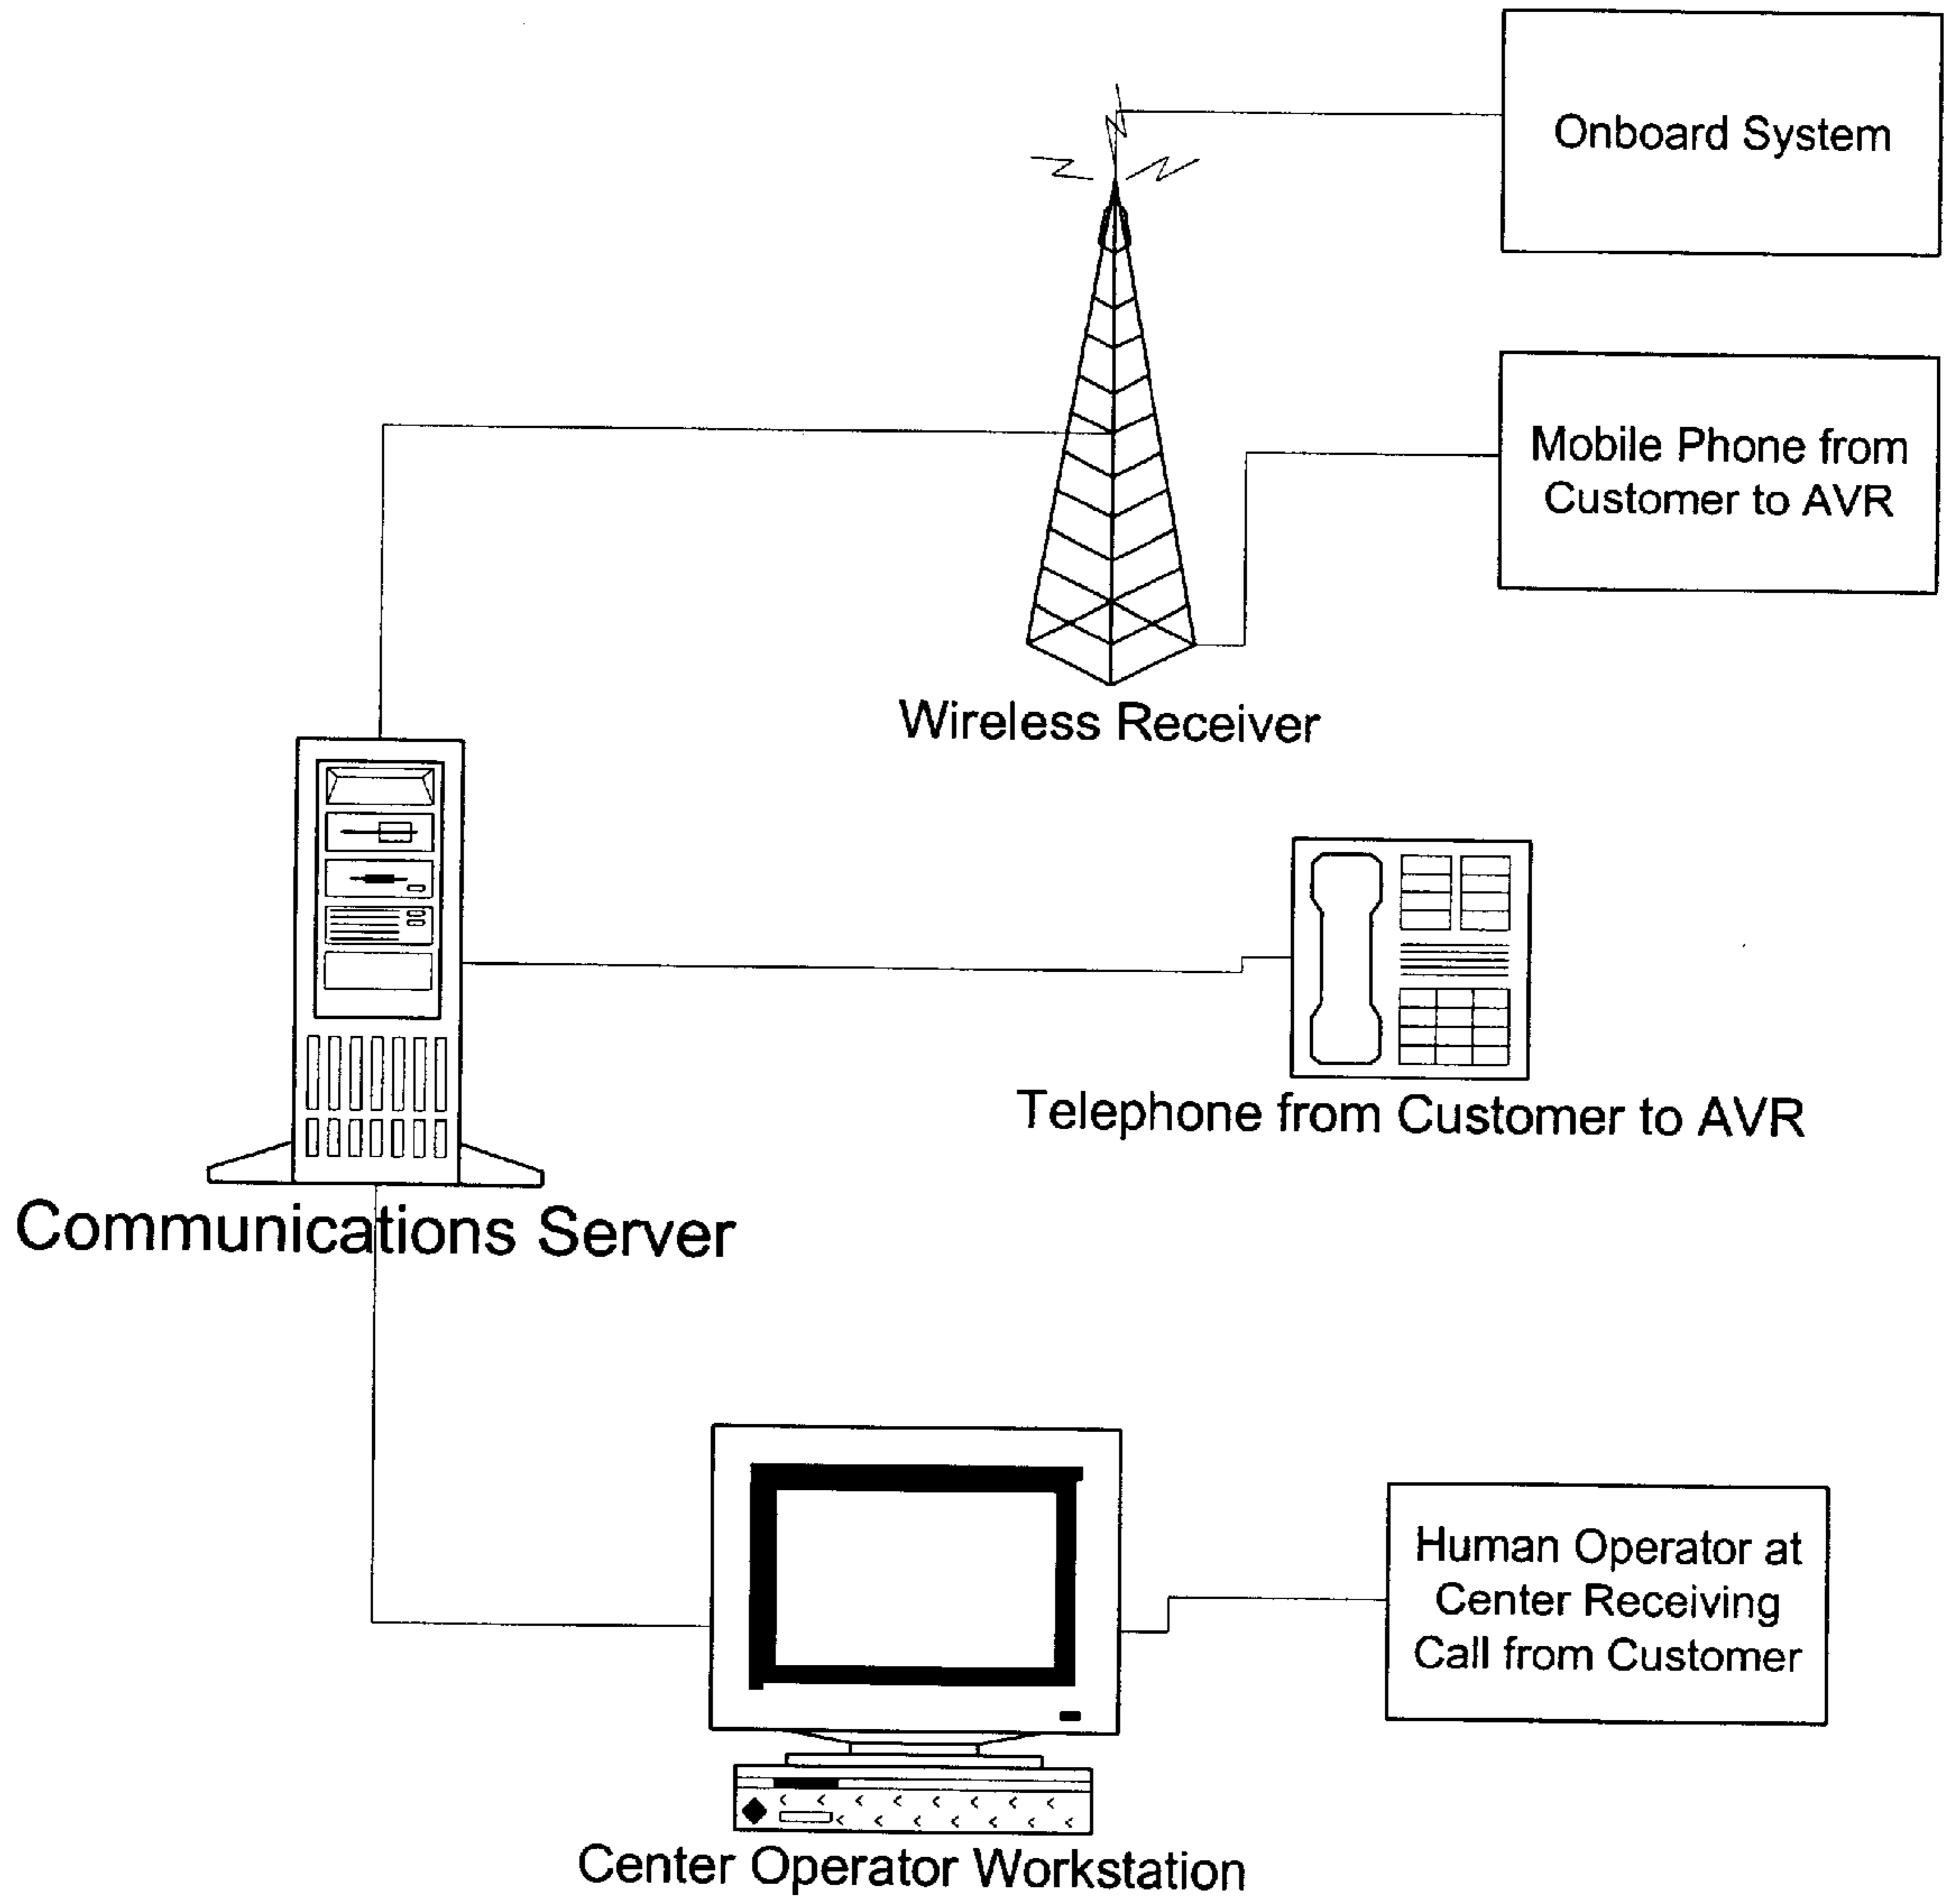 Onboard System
Mobile Phone from
Customer to AVR
Wireless Receiver
Telephone from Customer to AVR
Communications Server
Human Operator at
Center Receiving
Call from Customer
Center Operator Workstation